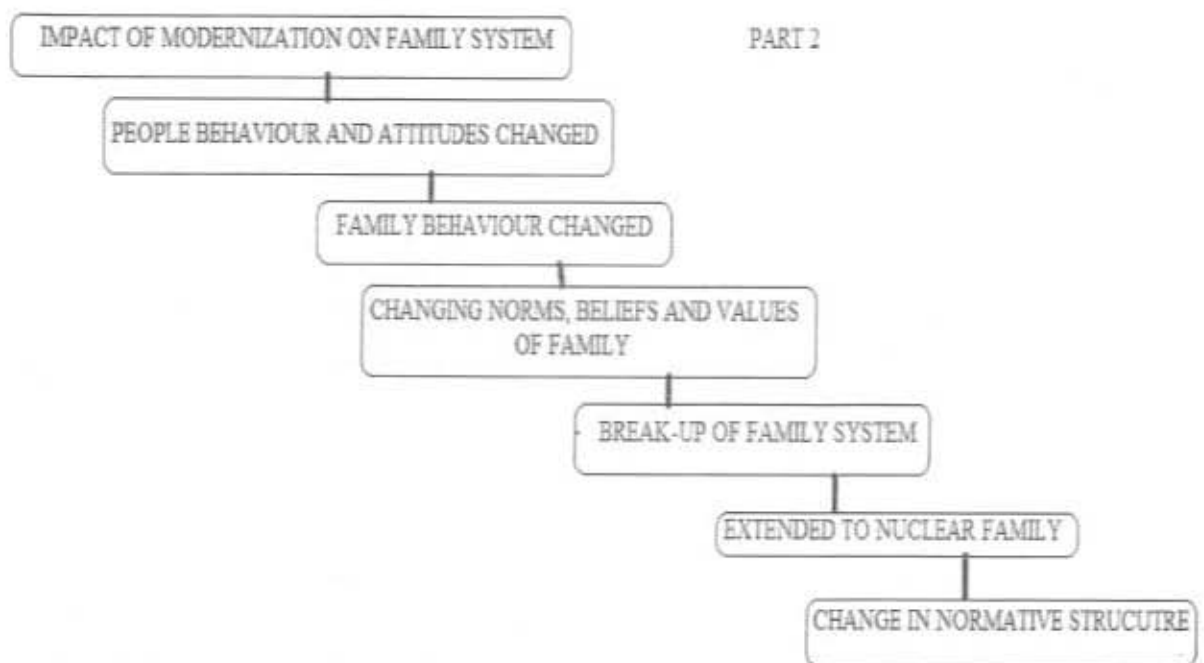 IMPACT OF MODERNIZATION ON FAMILY SYSTEM
PART 2
PEOPLE BEHAVIOUR AND ATTITUDES CHANGED
FAMILY BEHAVIOUR CHANGED
CHANGING NORMS, BELIEFS AND VALUES
OF FAMILY
BREAK-UP OF FAMILY SYSTEM
EXTENDED TO NUCLEAR FAMILY
CHANGE IN NORMATIVE STRUCUTRE